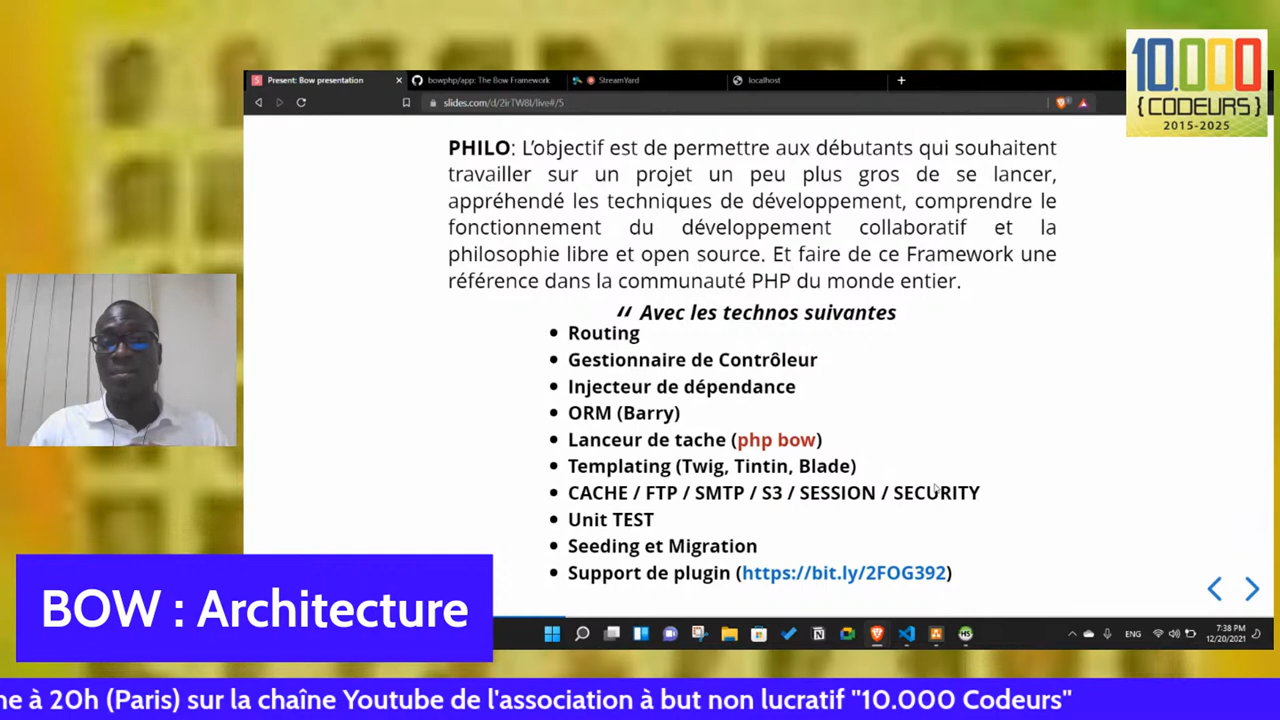 10.000
{CODEURS}
2015-2025
Present: Bow presentation
bowphp/app: The Bow Framework
StreamYard
localhost
slides.com/d/2irTW8I/live#/5
PHILO: L'objectif est de permettre aux débutants qui souhaitent
travailler sur un projet un peu plus gros de se lancer,
appréhendé les techniques de développement, comprendre le
fonctionnement du développement collaboratif et la
philosophie libre et open source. Et faire de ce Framework une
référence dans la communauté PHP du monde entier.
“ Avec les technos suivantes
• Routing
• Gestionnaire de Contrôleur
• Injecteur de dépendance
• ORM (Barry)
• Lanceur de tache (php bow)
• Templating (Twig, Tintin, Blade)
• CACHE / FTP / SMTP / S3 / SESSION / SECURITY
• Unit TEST
• Seeding et Migration
• Support de plugin (https://bit.ly/2FOG392)
BOW : Architecture
ENG
7:38 PM
12/20/2021
ne à 20h (Paris) sur la chaîne Youtube de l'association à but non lucratif "10.000 Codeurs"